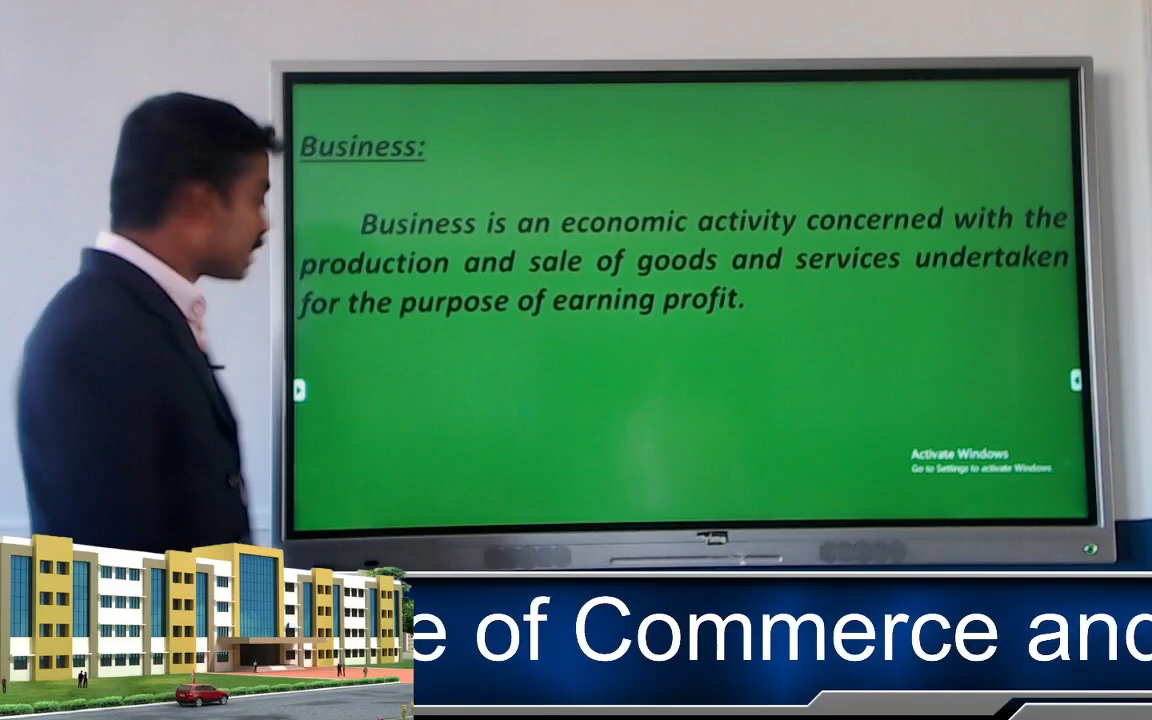 Business:
Business is an economic activity concerned with the
production and sale of goods and services undertaken
for the purpose of earning profit.
Activate Windows
Go to Settings to activate Windows.
e of Commerce and